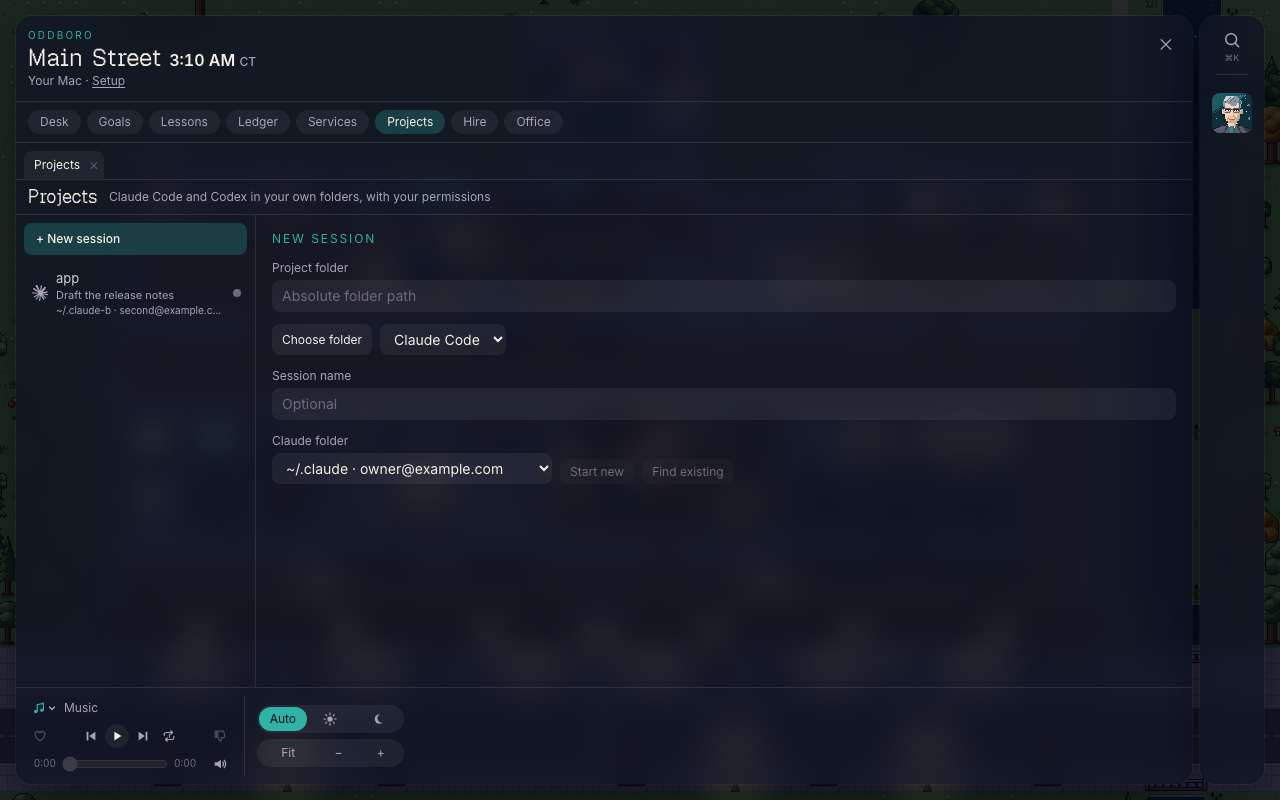 ODDBORO
Main Street 3:10 AM CT
Your Mac · Setup
⌘K
Desk Goals Lessons Ledger Services Projects Hire Office
Projects
Projects Claude Code and Codex in your own folders, with your permissions
+ New session
app
Draft the release notes
~/.claude-b · second@example.c...
NEW SESSION
Project folder
Absolute folder path
Choose folder Claude Code
Session name
Optional
Claude folder
~/.claude · owner@example.com Start new Find existing
Music
0:00 0:00
Auto
Fit − +